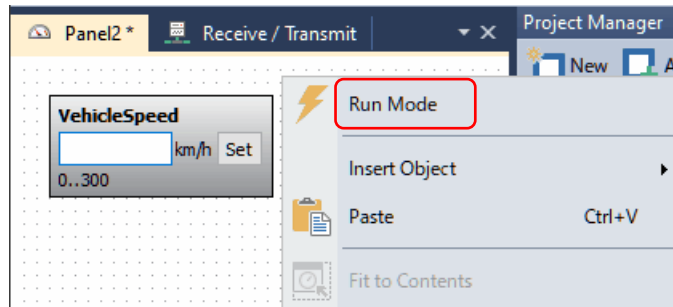 Panel2 *
Receive / Transmit
Project Manager
New
A
VehicleSpeed
km/h
Set
0..300
Run Mode
Insert Object
Paste
Ctrl+V
Fit to Contents